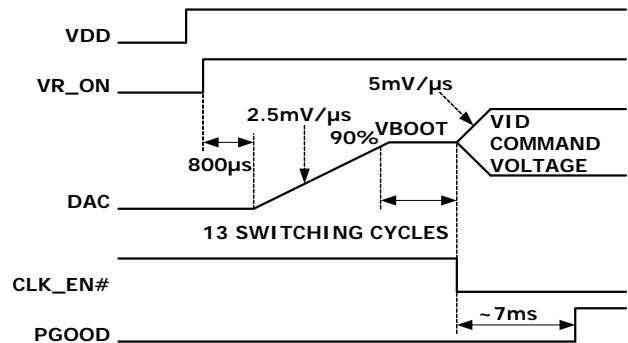 VDD
VR_ON
5mV/µs
2.5mV/µs
90%
VBOOT
VID
COMMAND
VOLTAGE
800µs
DAC
13 SWITCHING CYCLES
CLK_EN#
~7ms
PGOOD